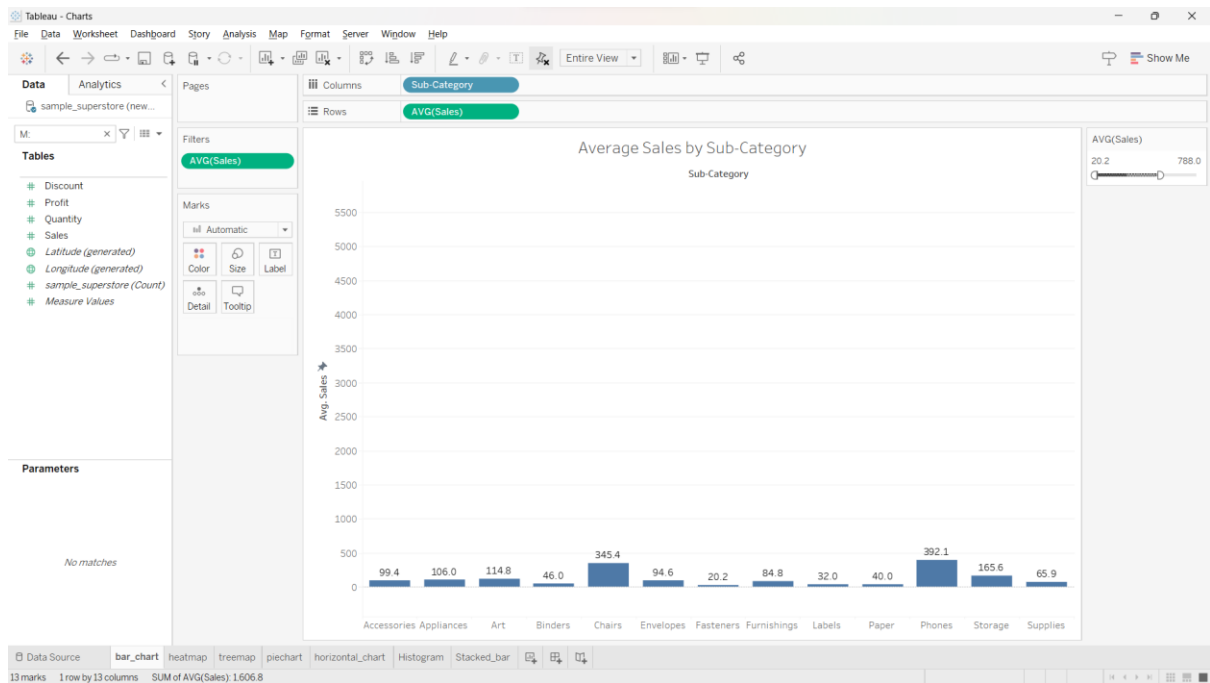 Tableau - Charts
File Data Worksheet Dashboard Story Analysis Map Format Server Window Help
Entire View
Show Me
Data Analytics
sample_superstore (new...
M:
Tables
Discount
Profit
Quantity
Sales
Latitude (generated)
Longitude (generated)
sample_superstore (Count)
Measure Values
Parameters
No matches
Pages
Filters
AVG(Sales)
Marks
Automatic
Color Size Label
Detail Tooltip
Columns Sub-Category
Rows AVG(Sales)
Average Sales by Sub-Category
Sub-Category
Avg. Sales
5500
5000
4500
4000
3500
3000
2500
2000
1500
1000
500
0
99.4 106.0 114.8 46.0 345.4 94.6 20.2 84.8 32.0 40.0 392.1 165.6 65.9
Accessories Appliances Art Binders Chairs Envelopes Fasteners Furnishings Labels Paper Phones Storage Supplies
AVG(Sales)
20.2 788.0
Data Source bar_chart heatmap treemap piechart horizontal_chart Histogram Stacked_bar
13 marks 1 row by 13 columns SUM of AVG(Sales): 1.606.8